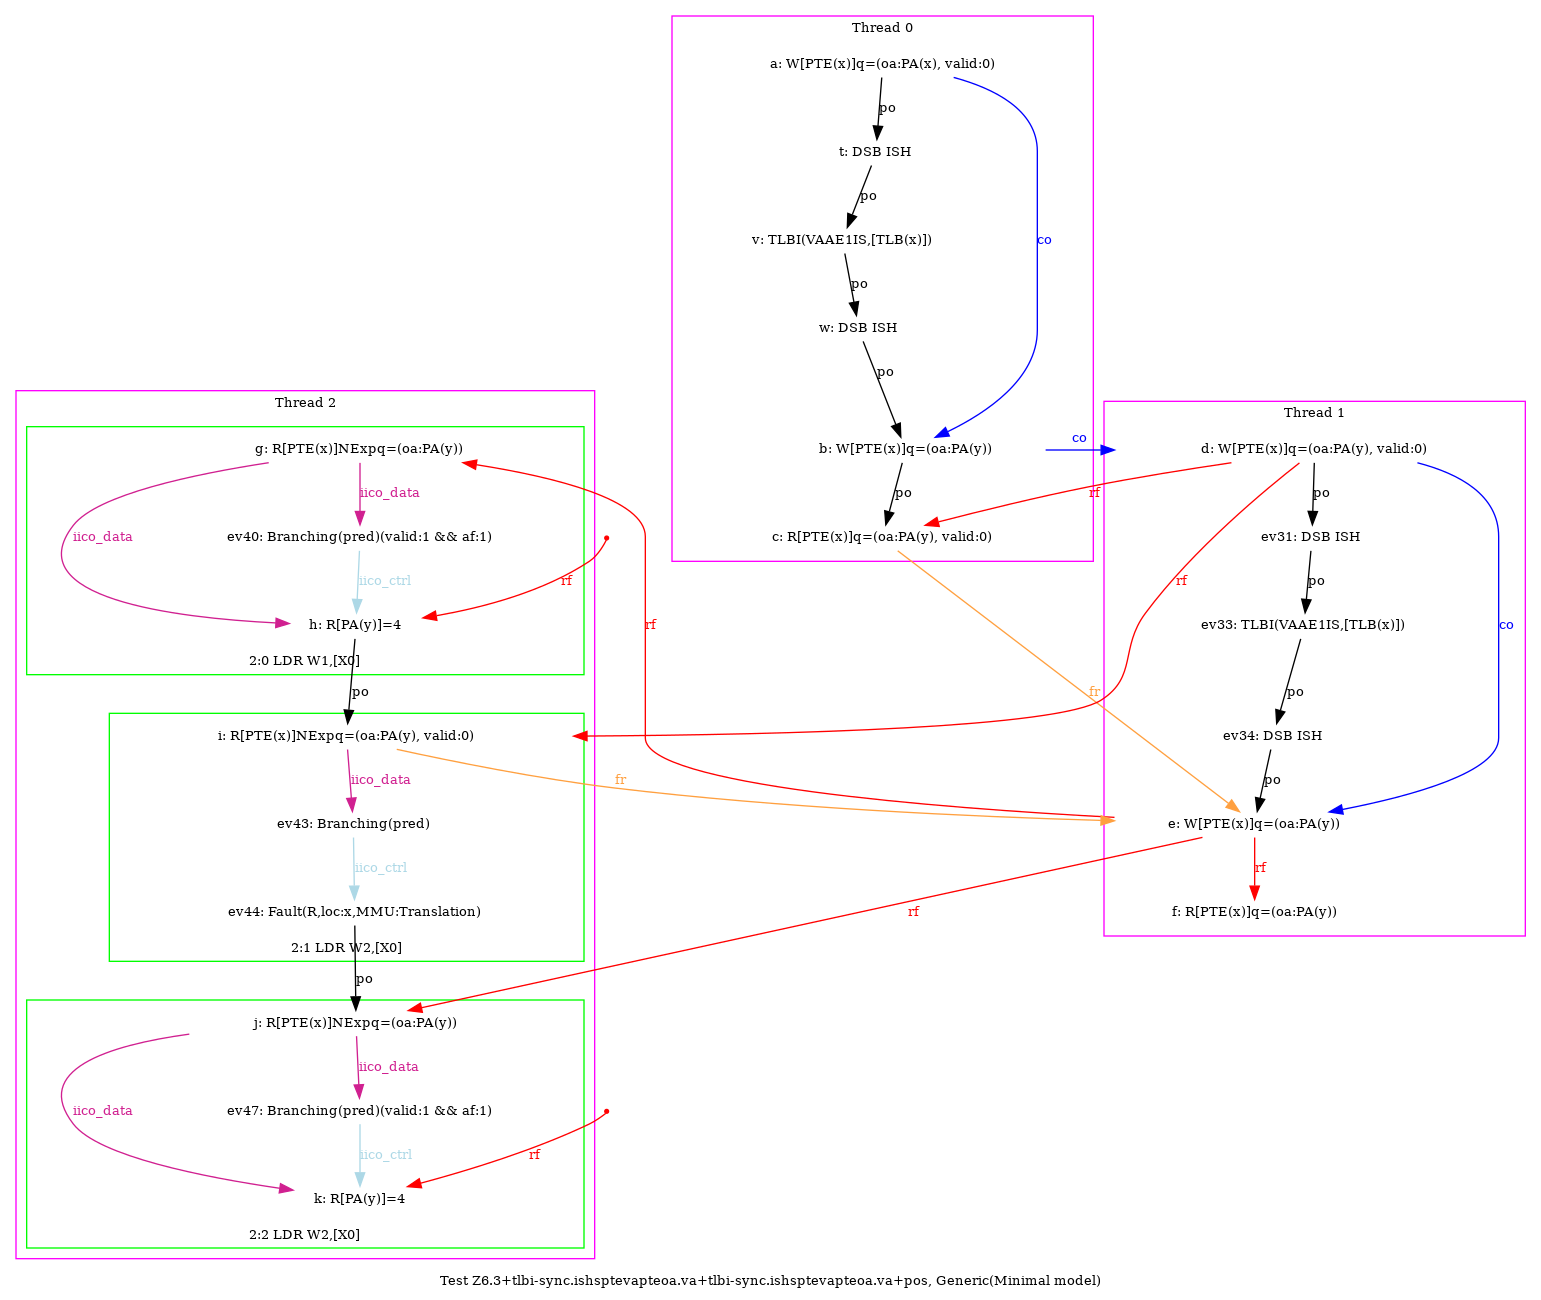 Thread 0
a: W[PTE(x)]q=(oa:PA(x), valid:0)
po
t: DSB ISH
po
v: TLBI(VAAE1IS,[TLB(x)])
co
po
w: DSB ISH
po
b: W[PTE(x)]q=(oa:PA(y))
co
po
c: R[PTE(x)]q=(oa:PA(y), valid:0)
Thread 1
d: W[PTE(x)]q=(oa:PA(y), valid:0)
rf
po
ev31: DSB ISH
rf
po
ev33: TLBI(VAAE1IS,[TLB(x)])
co
fr
po
ev34: DSB ISH
po
e: W[PTE(x)]q=(oa:PA(y))
rf
f: R[PTE(x)]q=(oa:PA(y))
Thread 2
g: R[PTE(x)]NExpq=(oa:PA(y))
iico_data
iico_data
ev40: Branching(pred)(valid:1 && af:1)
iico_ctrl
rf
h: R[PA(y)]=4
rf
2:0 LDR W1,[X0]
po
i: R[PTE(x)]NExpq=(oa:PA(y), valid:0)
iico_data
fr
ev43: Branching(pred)
iico_ctrl
ev44: Fault(R,loc:x,MMU:Translation)
rf
2:1 LDR W2,[X0]
po
j: R[PTE(x)]NExpq=(oa:PA(y))
iico_data
iico_data
ev47: Branching(pred)(valid:1 && af:1)
iico_ctrl
rf
k: R[PA(y)]=4
2:2 LDR W2,[X0]
Test Z6.3+tlbi-sync.ishsptevapteoa.va+tlbi-sync.ishsptevapteoa.va+pos, Generic(Minimal model)